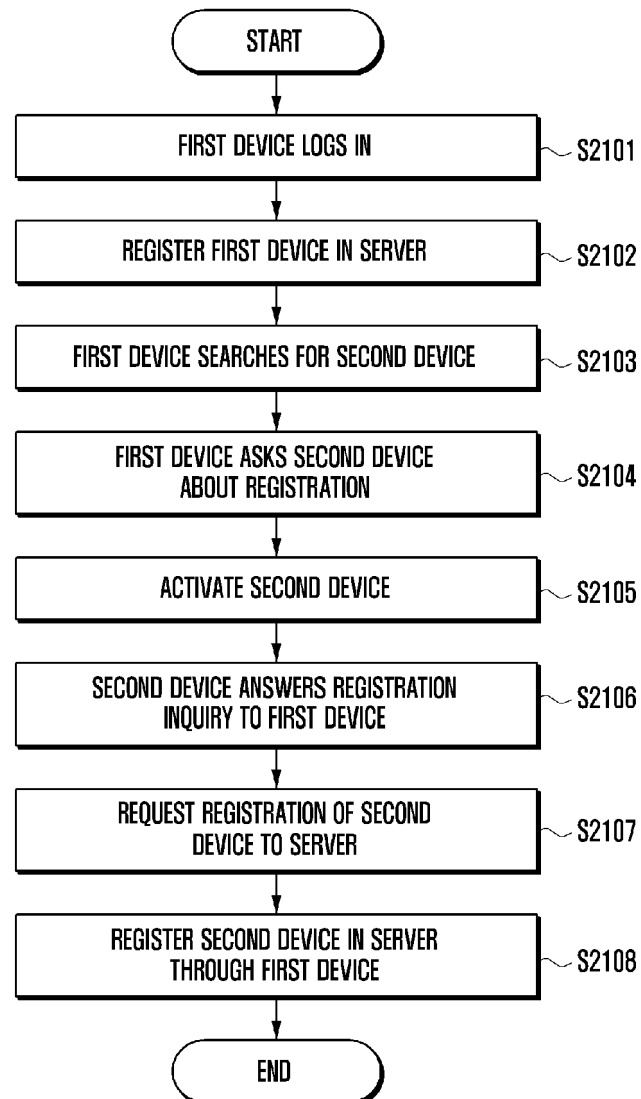 START
FIRST DEVICE LOGS IN
S2101
REGISTER FIRST DEVICE IN SERVER
S2102
FIRST DEVICE SEARCHES FOR SECOND DEVICE
S2103
FIRST DEVICE ASKS SECOND DEVICE
ABOUT REGISTRATION
S2104
ACTIVATE SECOND DEVICE
S2105
SECOND DEVICE ANSWERS REGISTRATION
INQUIRY TO FIRST DEVICE
S2106
REQUEST REGISTRATION OF SECOND
DEVICE TO SERVER
S2107
REGISTER SECOND DEVICE IN SERVER
THROUGH FIRST DEVICE
S2108
END